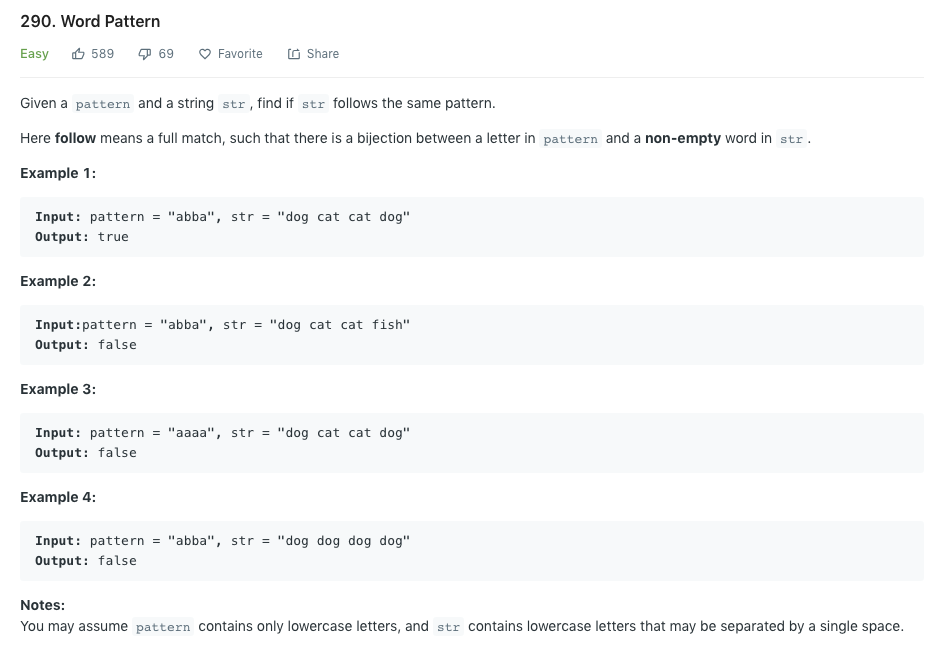 290. Word Pattern
Easy 589 69 Favorite Share
Given a pattern and a string str, find if str follows the same pattern.
Here follow means a full match, such that there is a bijection between a letter in pattern and a non-empty word in str.
Example 1:
Input: pattern = "abba", str = "dog cat cat dog"
Output: true
Example 2:
Input:pattern = "abba", str = "dog cat cat fish"
Output: false
Example 3:
Input: pattern = "aaaa", str = "dog cat cat dog"
Output: false
Example 4:
Input: pattern = "abba", str = "dog dog dog dog"
Output: false
Notes:
You may assume pattern contains only lowercase letters, and str contains lowercase letters that may be separated by a single space.